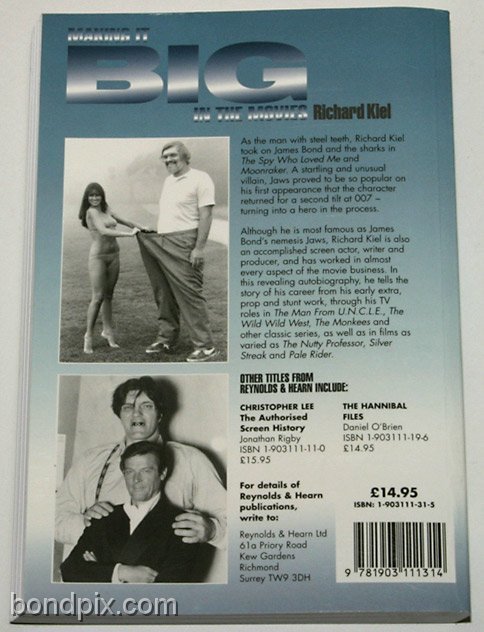 MAKING IT
BIG
IN THE MOVIES Richard Kiel
As the man with steel teeth, Richard Kiel
took on James Bond and the sharks in
The Spy Who Loved Me and
Moonraker. A startling and unusual
villain, Jaws proved to be so popular on
his first appearance that the character
returned for a second tilt at 007 –
turning into a hero in the process.
Although he is most famous as James
Bond's nemesis Jaws, Richard Kiel is also
an accomplished screen actor, writer and
producer, and has worked in almost
every aspect of the movie business. In
this revealing autobiography, he tells the
story of his career from his early extra,
prop and stunt work, through his TV
roles in The Man From U.N.C.L.E., The
Wild Wild West, The Monkees and
other classic series, as well as in films as
varied as The Nutty Professor, Silver
Streak and Pale Rider.
OTHER TITLES FROM
REYNOLDS & HEARN INCLUDE:
CHRISTOPHER LEE
The Authorised
Screen History
Jonathan Rigby
ISBN 1-903111-11-0
£15.95
THE HANNIBAL
FILES
Daniel O'Brien
ISBN 1-903111-19-6
£14.95
For details of
Reynolds & Hearn
publications,
write to:
Reynolds & Hearn Ltd
61a Priory Road
Kew Gardens
Richmond
Surrey TW9 3DH
£14.95
ISBN: 1-903111-31-5
9 781903 111314
bondpix.com